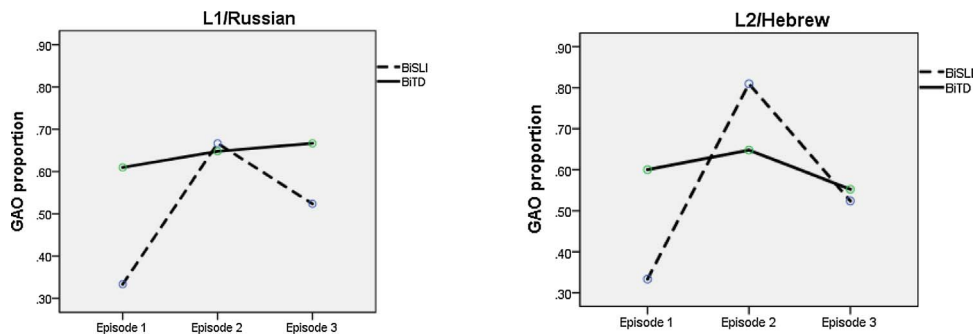 L1/Russian
GAO proportion
.90
.80
.70
.60
.50
.40
.30
Episode 1
Episode 2
Episode 3
BiSLI
BiTD
L2/Hebrew
GAO proportion
.90
.80
.70
.60
.50
.40
.30
Episode 1
Episode 2
Episode 3
BiSLI
BiTD